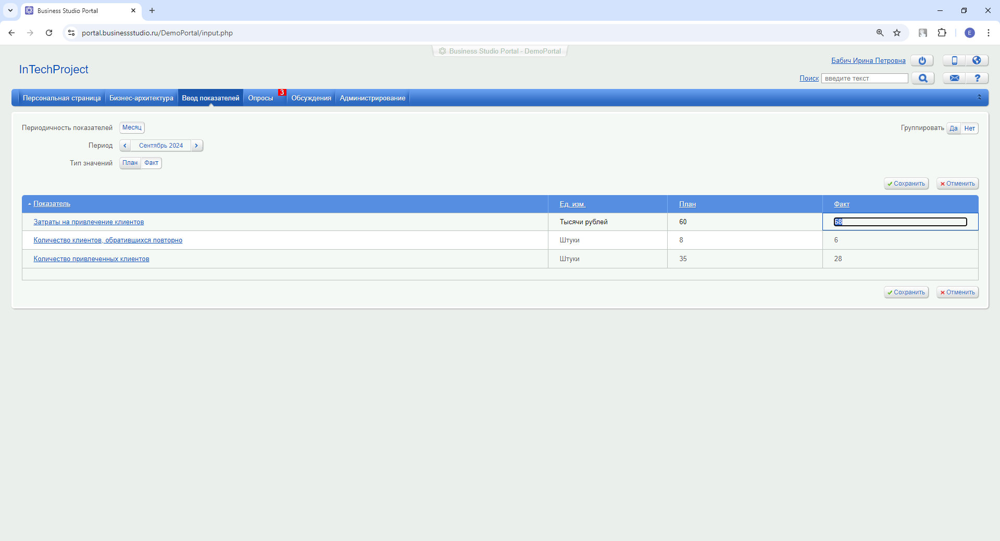 Business Studio Portal
portal.businessstudio.ru/DemoPortal/input.php
E
Business Studio Portal - DemoPortal
InTechProject
Бабич Ирина Петровна
Поиск введите текст
?
Персональная страница Бизнес-архитектура Ввод показателей Опросы 3 Обсуждения Администрирование
Периодичность показателей Месяц Группировать Да Нет
Период Сентябрь 2024
Тип значений План Факт
Сохранить Отменить
Показатель Ед. изм. План Факт
Затраты на привлечение клиентов Тысячи рублей 60 68
Количество клиентов, обратившихся повторно Штуки 8 6
Количество привлеченных клиентов Штуки 35 28
Сохранить Отменить